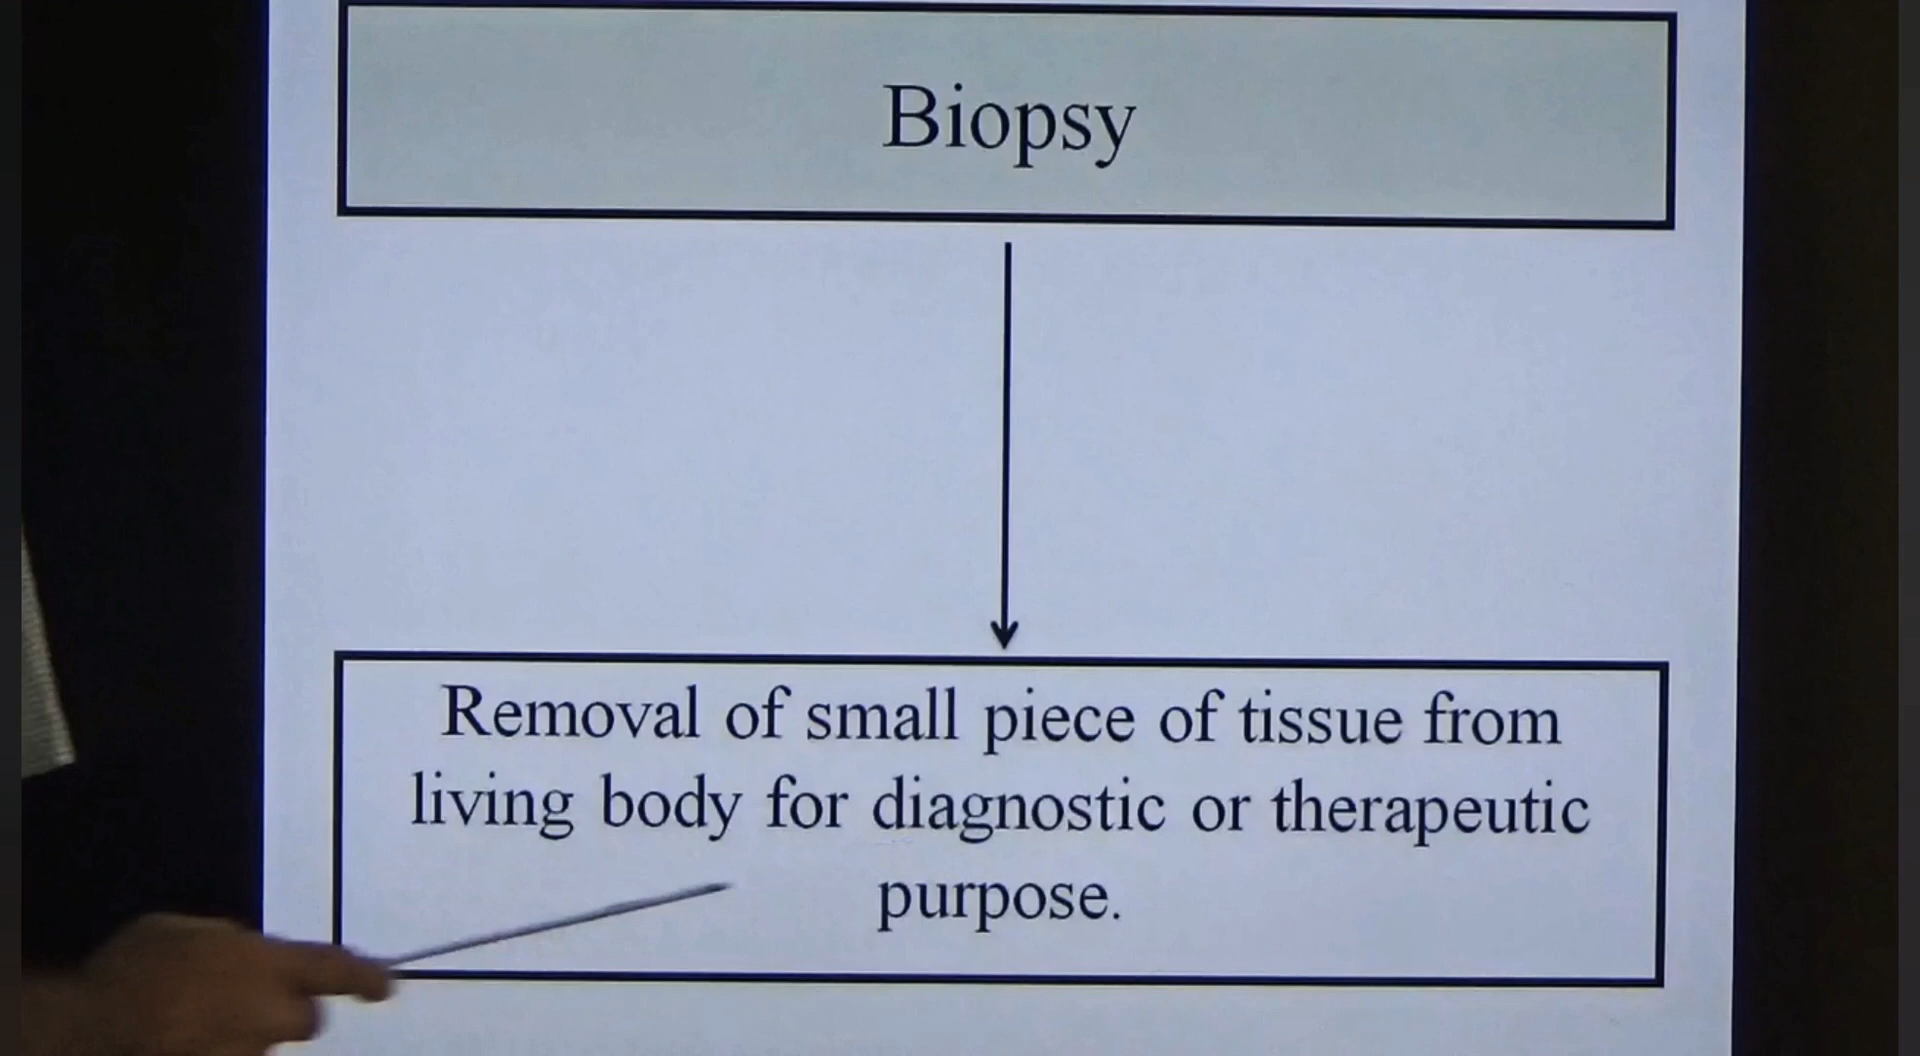 Biopsy
Removal of small piece of tissue from
living body for diagnostic or therapeutic
purpose.